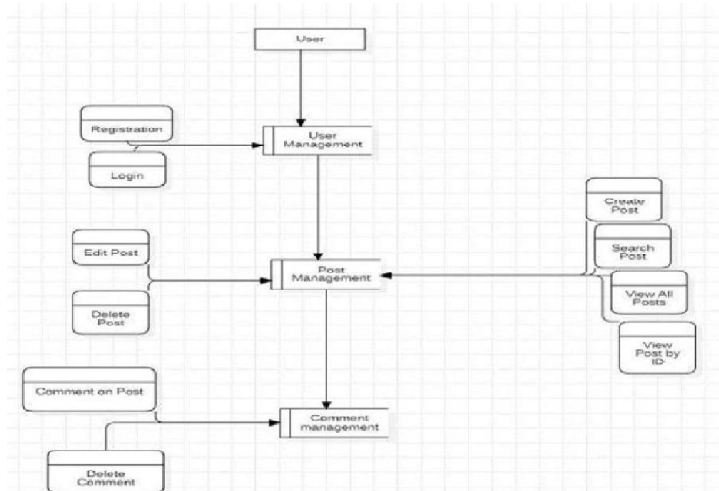 User
Registration
User
Management
Login
Create
Post
Search
Post
Edit Post
Post
Management
View All
Posts
Delete
Post
View
Post by
ID
Comment on Post
Comment
management
Delete
Comment